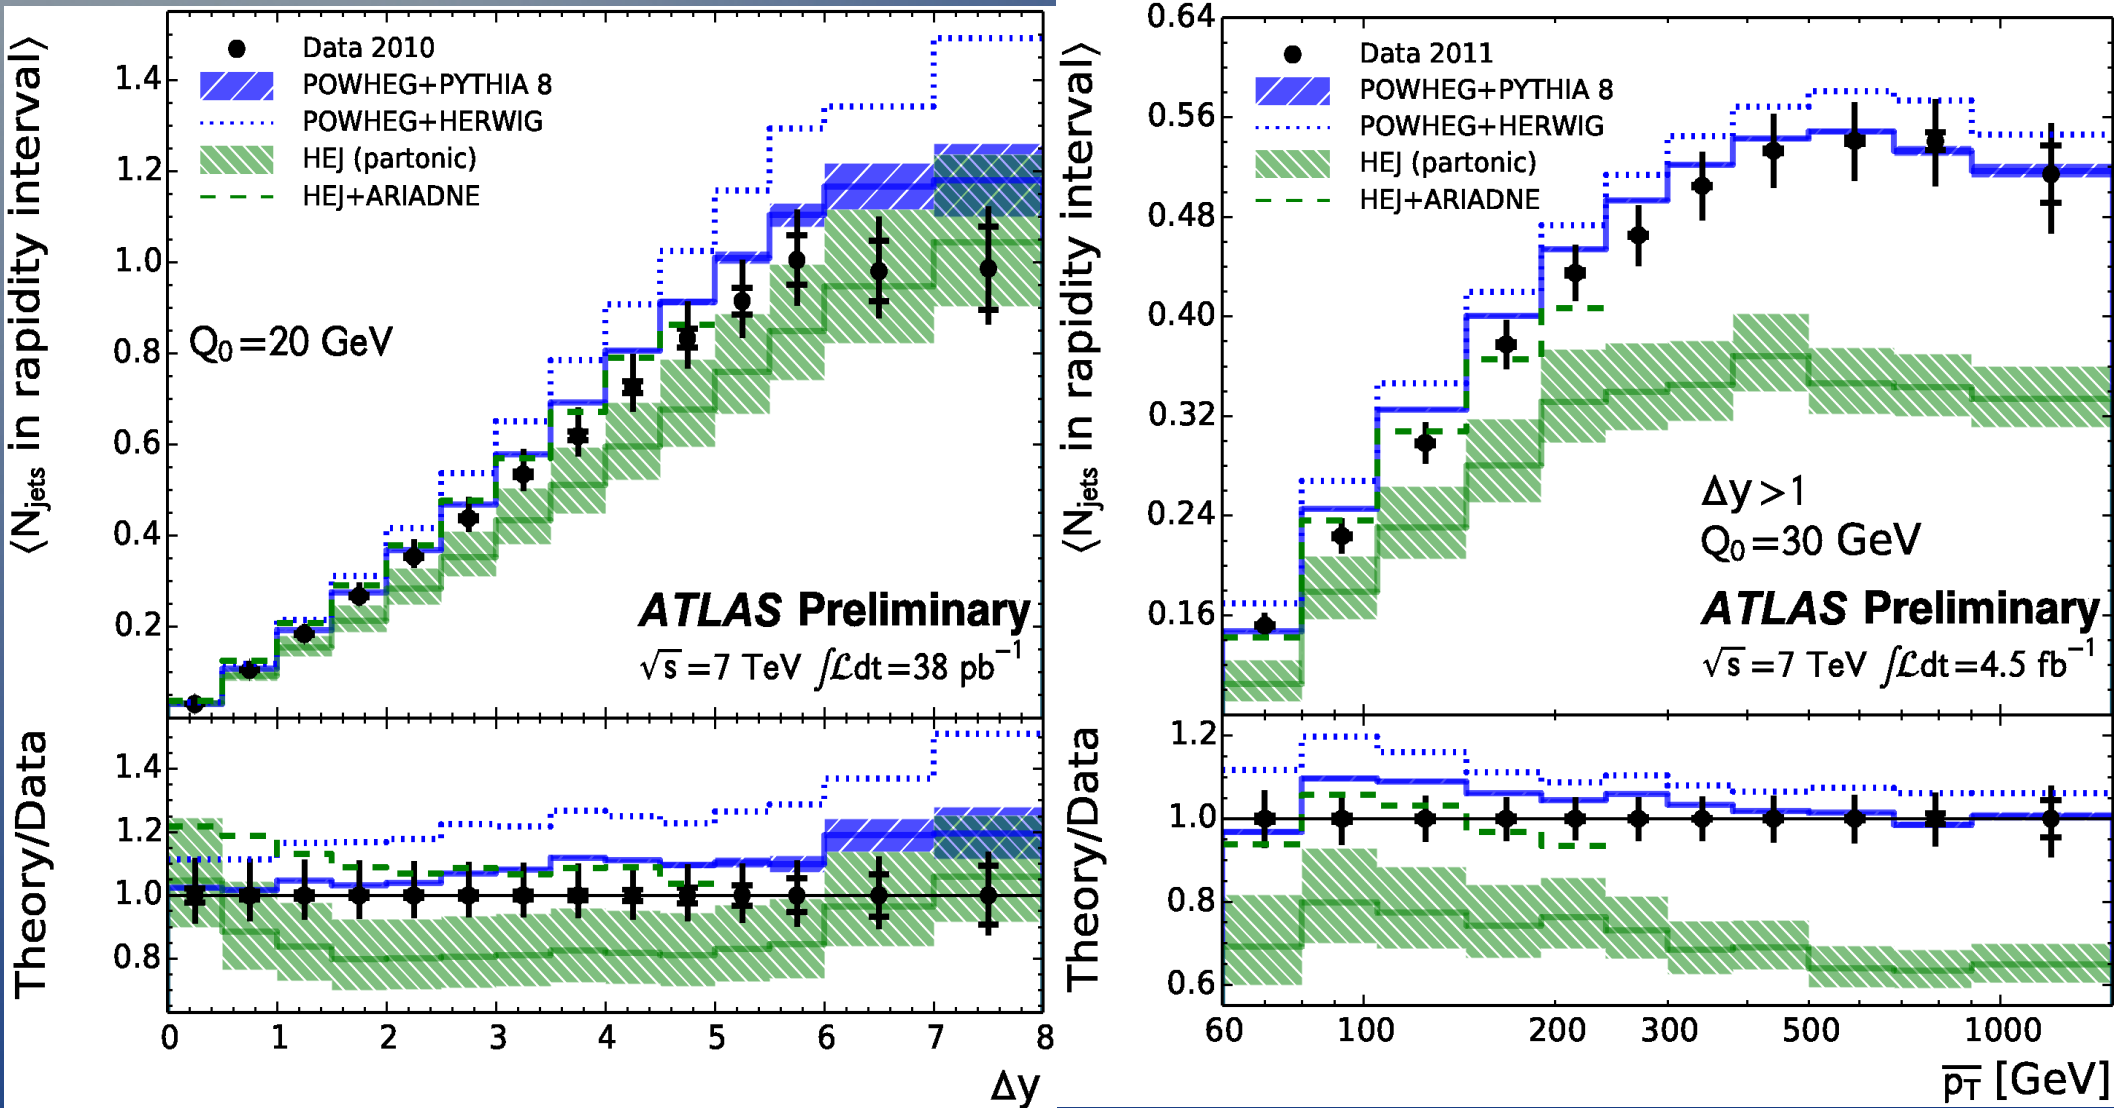 ⟨Njets in rapidity interval⟩
1.4
1.2
1.0
0.8
0.6
0.4
0.2
Data 2010
POWHEG+PYTHIA 8
POWHEG+HERWIG
HEJ (partonic)
HEJ+ARIADNE
Q0=20 GeV
ATLAS Preliminary
√s=7 TeV ∫ℒdt=38 pb−1
Theory/Data
1.4
1.2
1.0
0.8
0 1 2 3 4 5 6 7 8
Δy
⟨Njets in rapidity interval⟩
0.64
0.56
0.48
0.40
0.32
0.24
0.16
Data 2011
POWHEG+PYTHIA 8
POWHEG+HERWIG
HEJ (partonic)
HEJ+ARIADNE
Δy>1
Q0=30 GeV
ATLAS Preliminary
√s=7 TeV ∫ℒdt=4.5 fb−1
Theory/Data
1.2
1.0
0.8
0.6
60 100 200 300 500 1000
p̅T̅ [GeV]